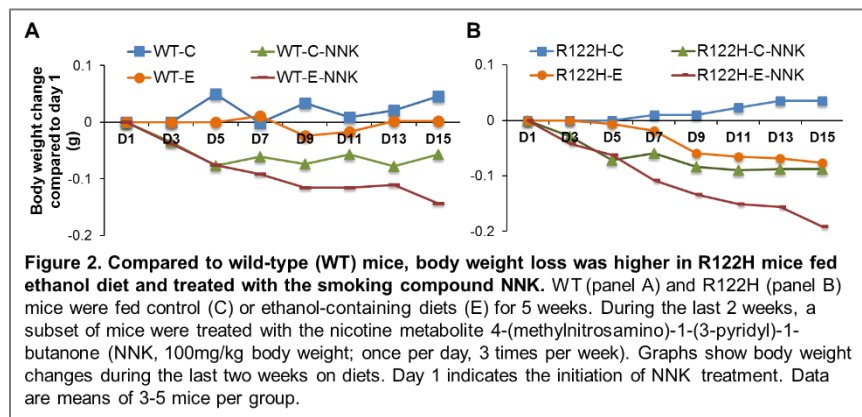 A
B
WT-C
WT-C-NNK
WT-E
WT-E-NNK
R122H-C
R122H-C-NNK
R122H-E
R122H-E-NNK
Body weight change
compared to day 1
(g)
0.1
0
-0.1
-0.2
D1 D3 D5 D7 D9 D11 D13 D15
0.1
0
-0.1
-0.2
D1 D3 D5 D7 D9 D11 D13 D15
Figure 2. Compared to wild-type (WT) mice, body weight loss was higher in R122H mice fed
ethanol diet and treated with the smoking compound NNK. WT (panel A) and R122H (panel B)
mice were fed control (C) or ethanol-containing diets (E) for 5 weeks. During the last 2 weeks, a
subset of mice were treated with the nicotine metabolite 4-(methylnitrosamino)-1-(3-pyridyl)-1-
butanone (NNK, 100mg/kg body weight; once per day, 3 times per week). Graphs show body weight
changes during the last two weeks on diets. Day 1 indicates the initiation of NNK treatment. Data
are means of 3-5 mice per group.